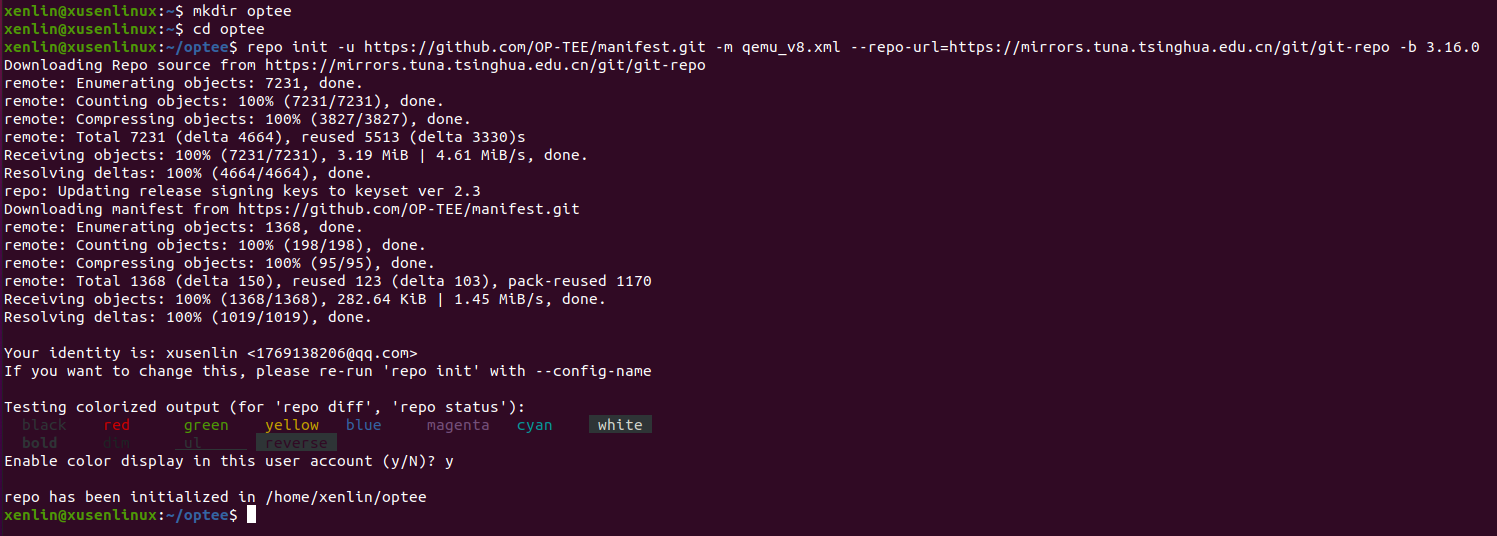 xenlin@xusenlinux:~$ mkdir optee
xenlin@xusenlinux:~$ cd optee
xenlin@xusenlinux:~/optee$ repo init -u https://github.com/OP-TEE/manifest.git -m qemu_v8.xml --repo-url=https://mirrors.tuna.tsinghua.edu.cn/git/git-repo -b 3.16.0
Downloading Repo source from https://mirrors.tuna.tsinghua.edu.cn/git/git-repo
remote: Enumerating objects: 7231, done.
remote: Counting objects: 100% (7231/7231), done.
remote: Compressing objects: 100% (3827/3827), done.
remote: Total 7231 (delta 4664), reused 5513 (delta 3330)s
Receiving objects: 100% (7231/7231), 3.19 MiB | 4.61 MiB/s, done.
Resolving deltas: 100% (4664/4664), done.
repo: Updating release signing keys to keyset ver 2.3
Downloading manifest from https://github.com/OP-TEE/manifest.git
remote: Enumerating objects: 1368, done.
remote: Counting objects: 100% (198/198), done.
remote: Compressing objects: 100% (95/95), done.
remote: Total 1368 (delta 150), reused 123 (delta 103), pack-reused 1170
Receiving objects: 100% (1368/1368), 282.64 KiB | 1.45 MiB/s, done.
Resolving deltas: 100% (1019/1019), done.
Your identity is: xusenlin <1769138206@qq.com>
If you want to change this, please re-run 'repo init' with --config-name
Testing colorized output (for 'repo diff', 'repo status'):
black red green yellow blue magenta cyan white
bold dim ul reverse
Enable color display in this user account (y/N)? y
repo has been initialized in /home/xenlin/optee
xenlin@xusenlinux:~/optee$